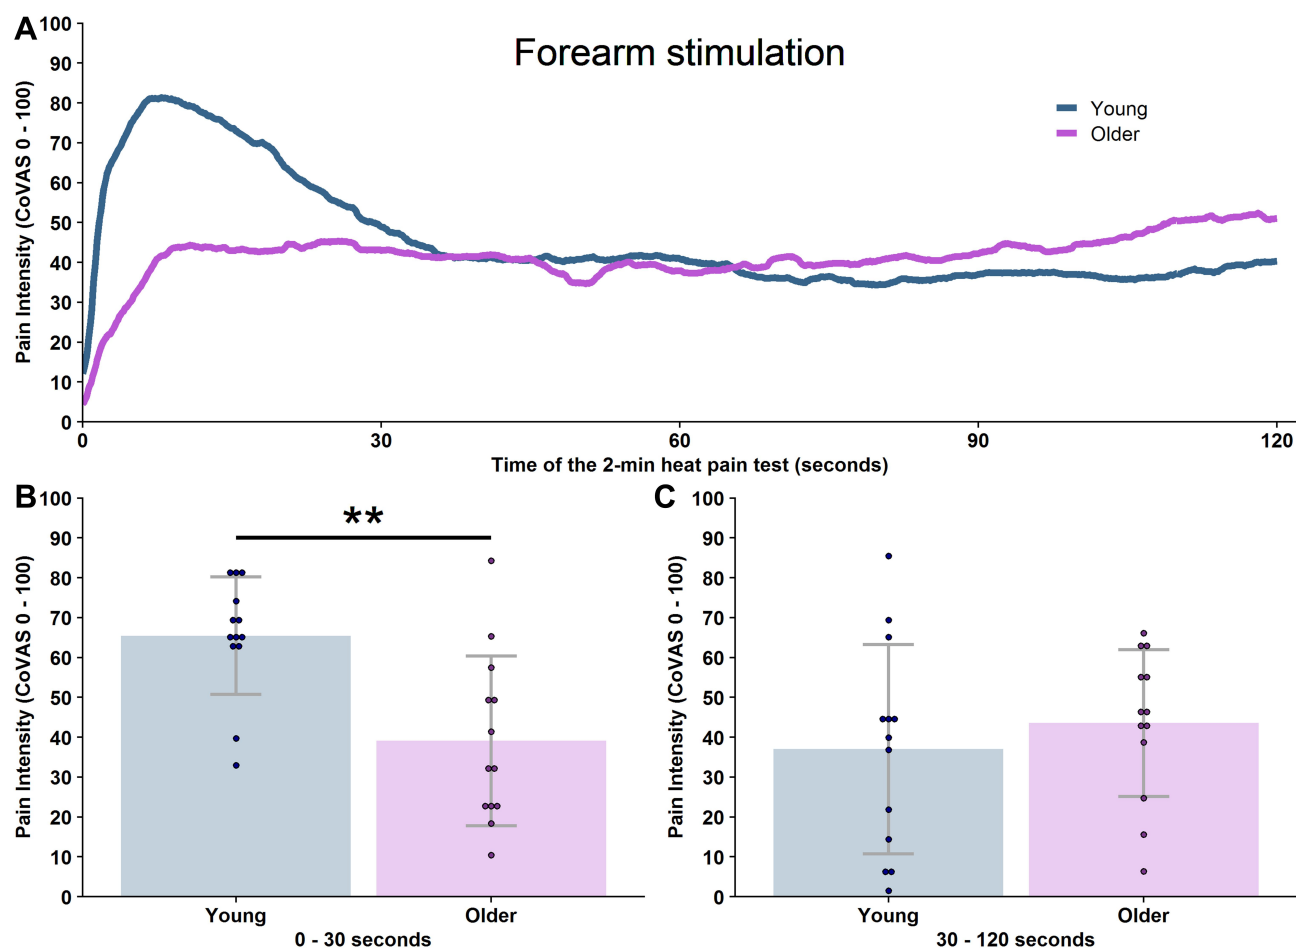 A
Forearm stimulation
Pain Intensity (CoVAS 0 - 100)
100
90
80
70
60
50
40
30
20
10
0
Young
Older
0 30 60 90 120
Time of the 2-min heat pain test (seconds)
B
Pain Intensity (CoVAS 0 - 100)
100
90
80
70
60
50
40
30
20
10
0
**
Young Older
0 - 30 seconds
C
Pain Intensity (CoVAS 0 - 100)
100
90
80
70
60
50
40
30
20
10
0
Young Older
30 - 120 seconds